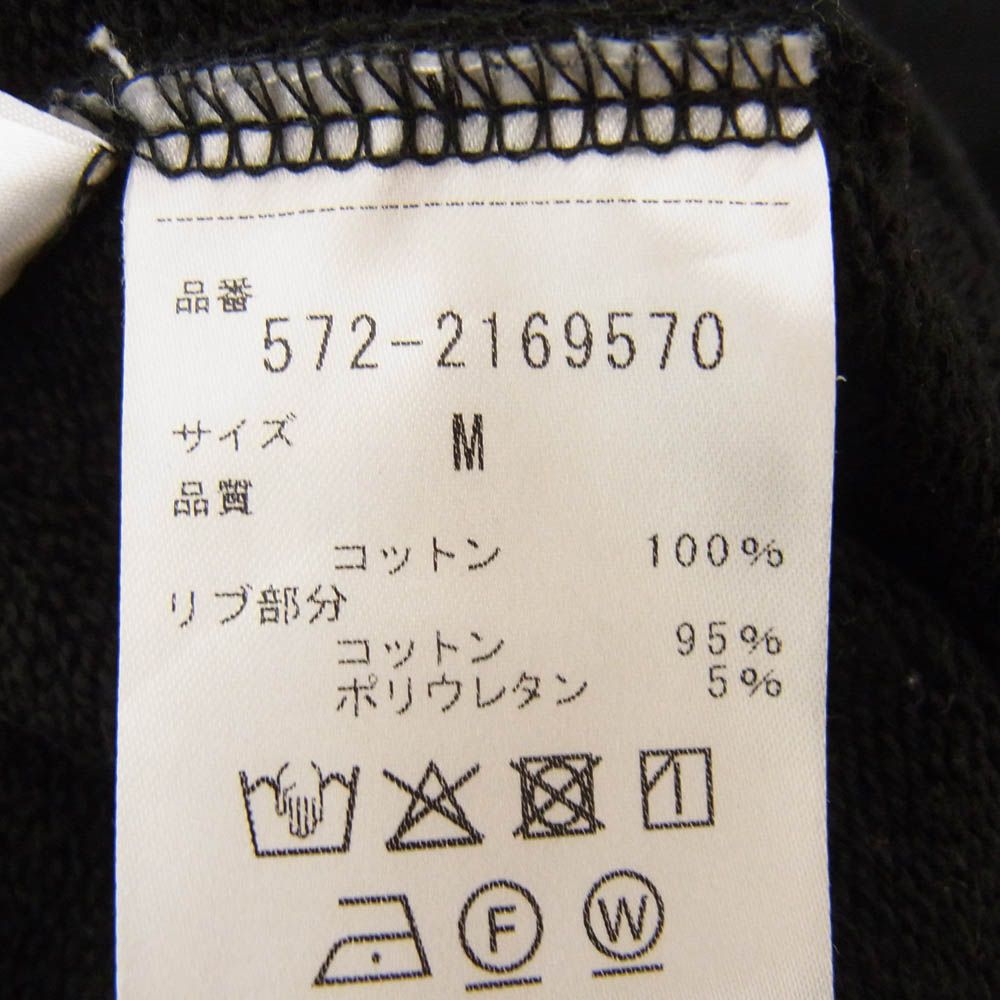 品番
572-2169570
サイズ M
品質
コットン 100%
リブ部分
コットン 95%
ポリウレタン 5%
F W